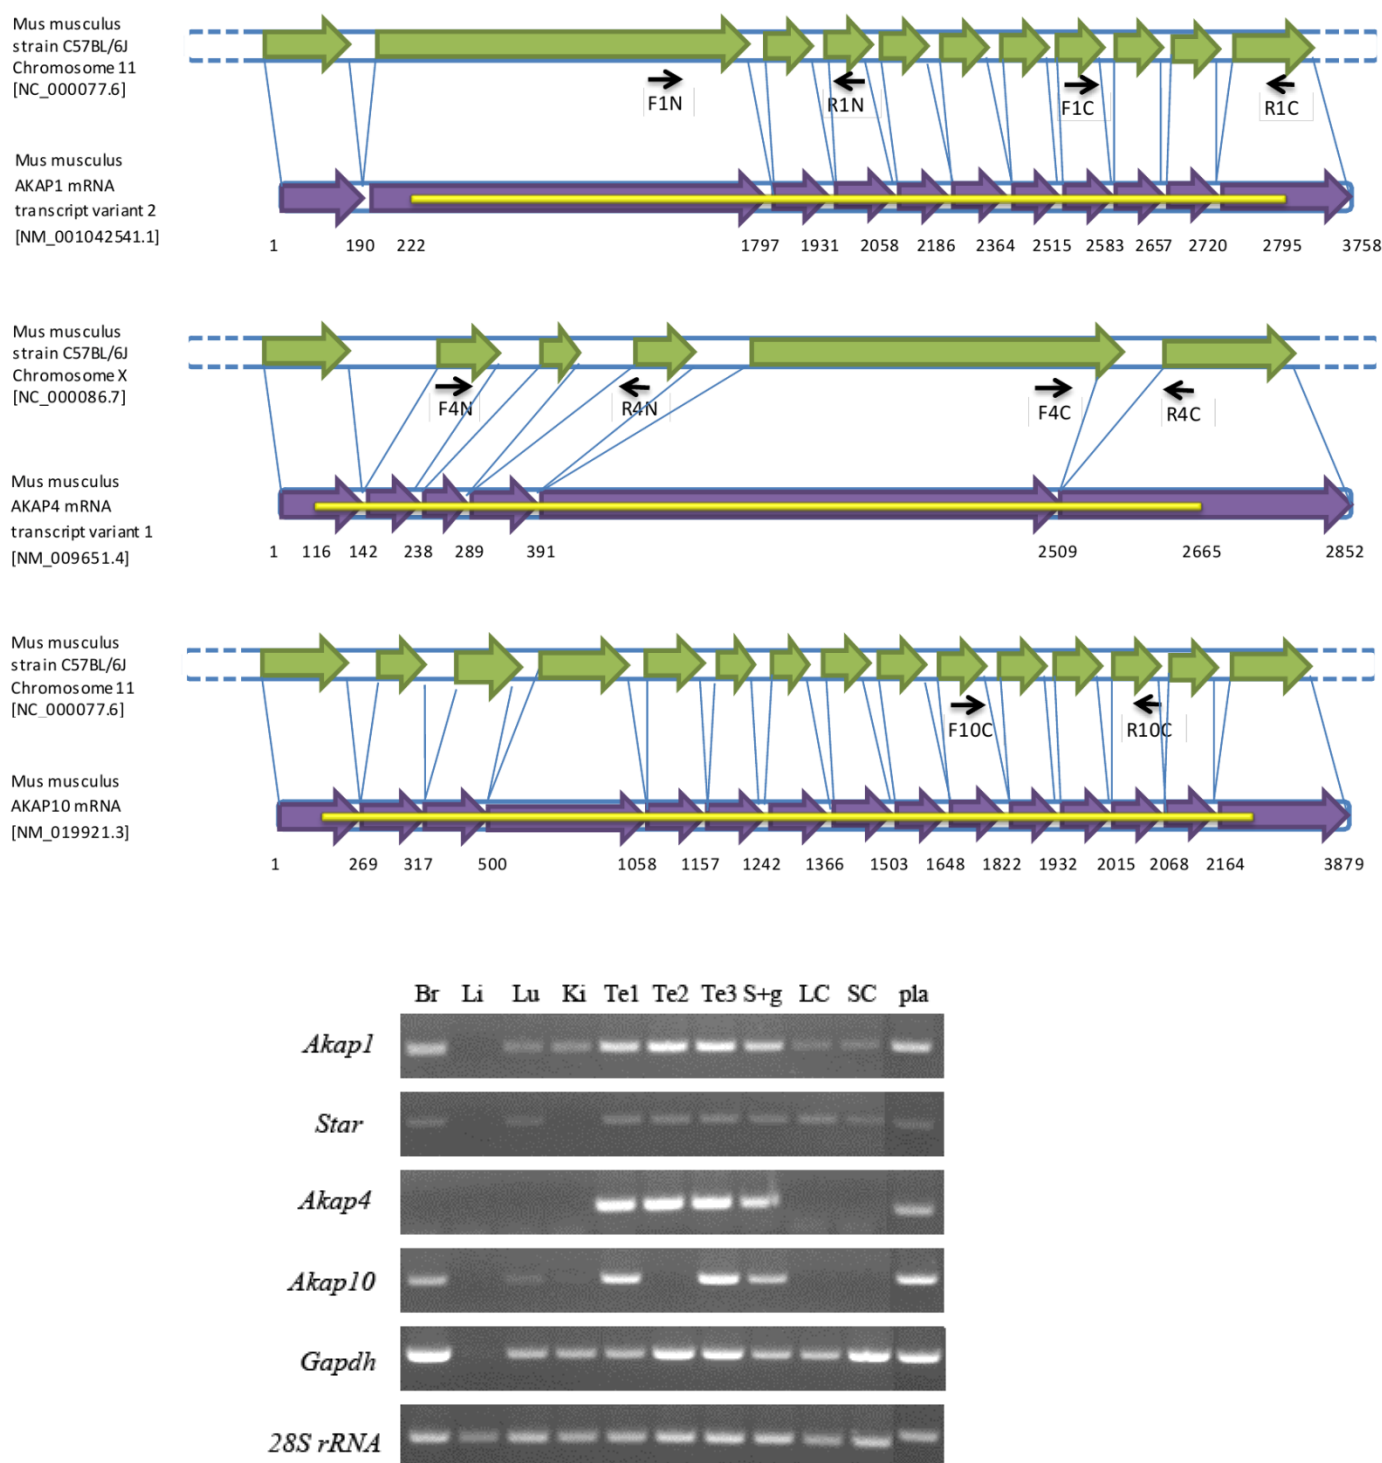 Mus musculus
strain C57BL/6J
Chromosome 11
[NC_000077.6]
F1N R1N F1C R1C
Mus musculus
AKAP1 mRNA
transcript variant 2
[NM_001042541.1]
1 190 222 1797 1931 2058 2186 2364 2515 2583 2657 2720 2795 3758
Mus musculus
strain C57BL/6J
Chromosome X
[NC_000086.7]
F4N R4N F4C R4C
Mus musculus
AKAP4 mRNA
transcript variant 1
[NM_009651.4]
1 116 142 238 289 391 2509 2665 2852
Mus musculus
strain C57BL/6J
Chromosome 11
[NC_000077.6]
F10C R10C
Mus musculus
AKAP10 mRNA
[NM_019921.3]
1 269 317 500 1058 1157 1242 1366 1503 1648 1822 1932 2015 2068 2164 3879
Br Li Lu Ki Te1 Te2 Te3 S+g LC SC pla
Akap1
Star
Akap4
Akap10
Gapdh
28S rRNA